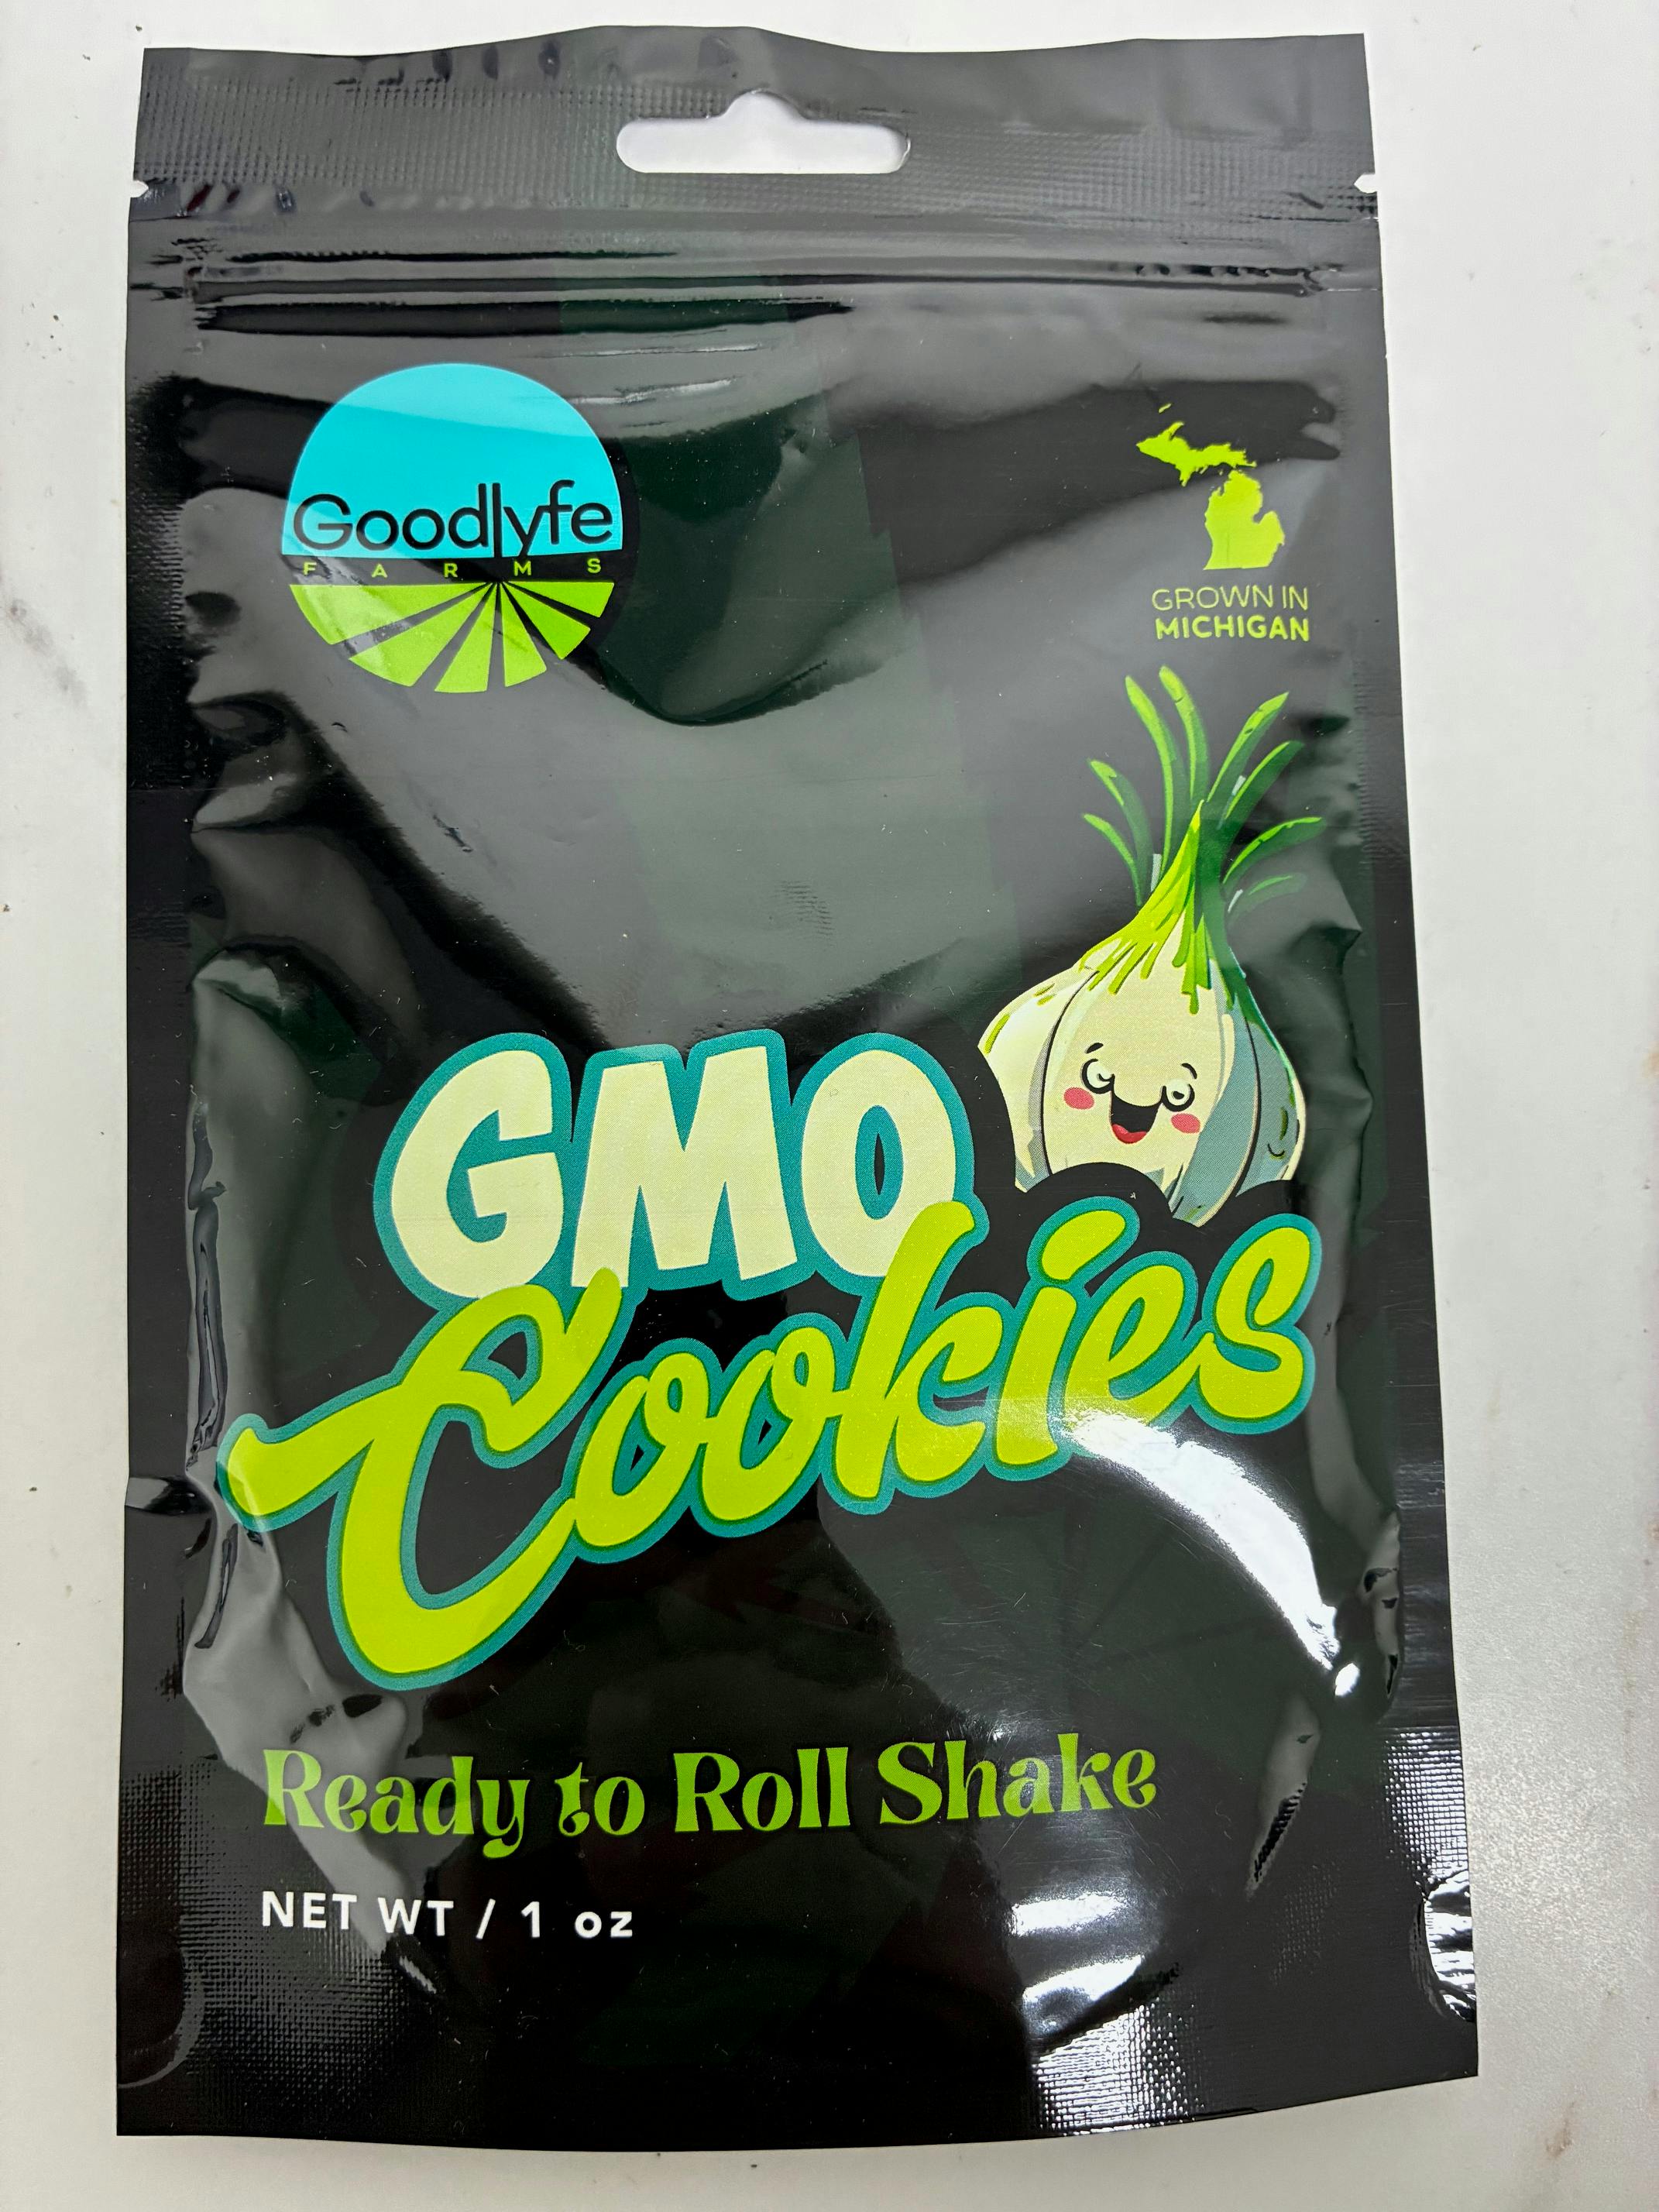 Goodlyfe
FARMS
GROWN IN
MICHIGAN
GMO
Cookies
Ready to Roll Shake
NET WT / 1 oz